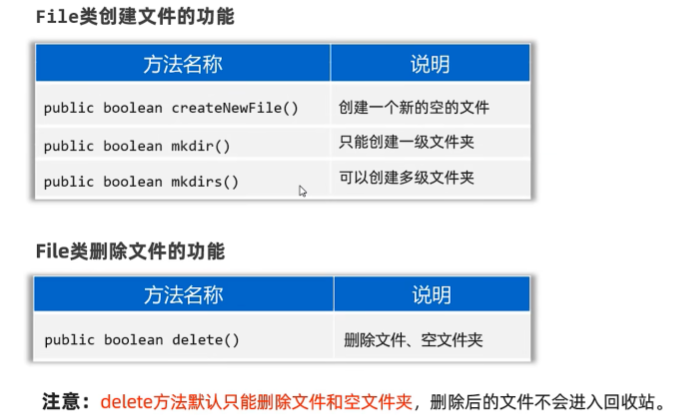 File类创建文件的功能
方法名称 说明
public boolean createNewFile() 创建一个新的空的文件
public boolean mkdir() 只能创建一级文件夹
public boolean mkdirs() 可以创建多级文件夹
File类删除文件的功能
方法名称 说明
public boolean delete() 删除文件、空文件夹
注意：delete方法默认只能删除文件和空文件夹，删除后的文件不会进入回收站。